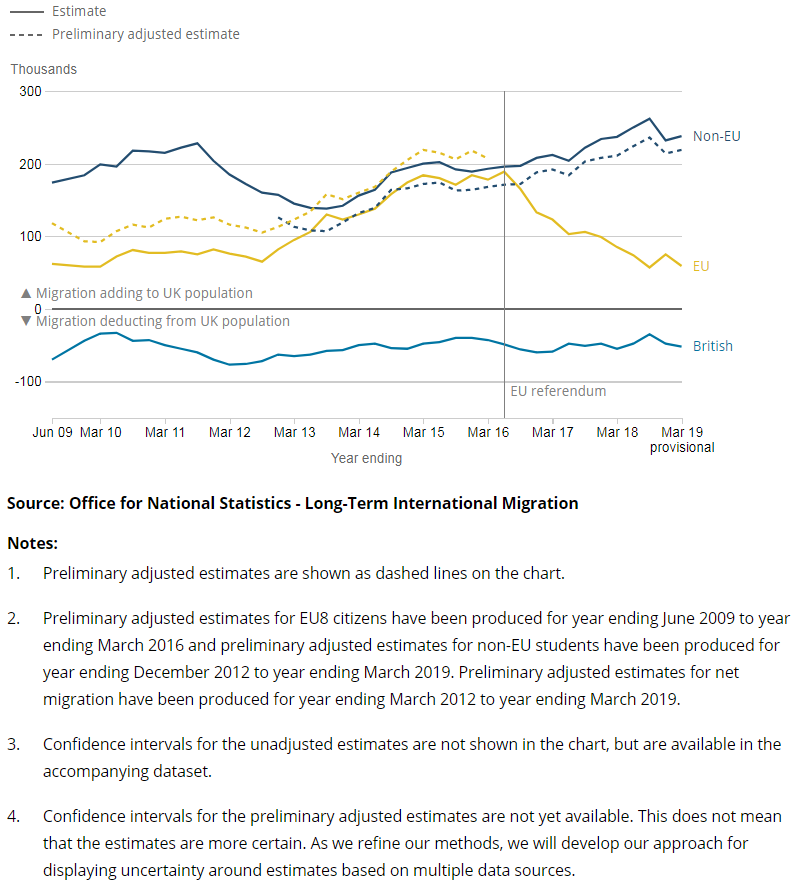 Estimate
Preliminary adjusted estimate
Thousands
300
Non-EU
200
100
EU
▲ Migration adding to UK population
0
▼ Migration deducting from UK population
British
-100
EU referendum
Jun 09 Mar 10 Mar 11 Mar 12 Mar 13 Mar 14 Mar 15 Mar 16 Mar 17 Mar 18 Mar 19
provisional
Year ending
Source: Office for National Statistics - Long-Term International Migration
Notes:
1. Preliminary adjusted estimates are shown as dashed lines on the chart.
2. Preliminary adjusted estimates for EU8 citizens have been produced for year ending June 2009 to year
ending March 2016 and preliminary adjusted estimates for non-EU students have been produced for
year ending December 2012 to year ending March 2019. Preliminary adjusted estimates for net
migration have been produced for year ending March 2012 to year ending March 2019.
3. Confidence intervals for the unadjusted estimates are not shown in the chart, but are available in the
accompanying dataset.
4. Confidence intervals for the preliminary adjusted estimates are not yet available. This does not mean
that the estimates are more certain. As we refine our methods, we will develop our approach for
displaying uncertainty around estimates based on multiple data sources.